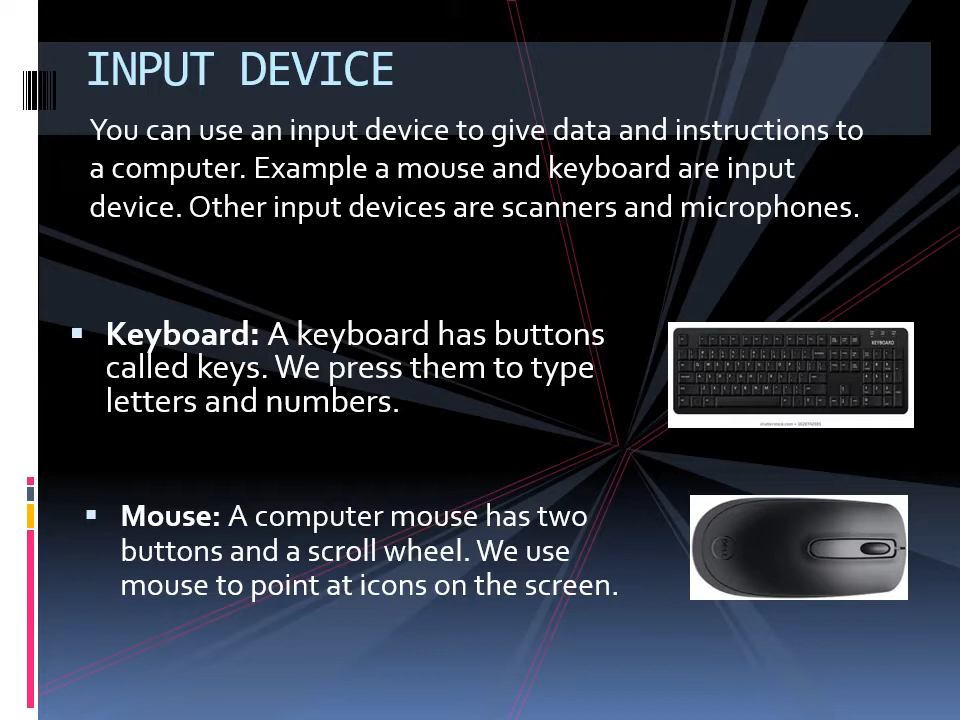 INPUT DEVICE
You can use an input device to give data and instructions to
a computer. Example a mouse and keyboard are input
device. Other input devices are scanners and microphones.
Keyboard: A keyboard has buttons
called keys. We press them to type
letters and numbers.
KEYBOARD
Mouse: A computer mouse has two
buttons and a scroll wheel. We use
mouse to point at icons on the screen.
DELL